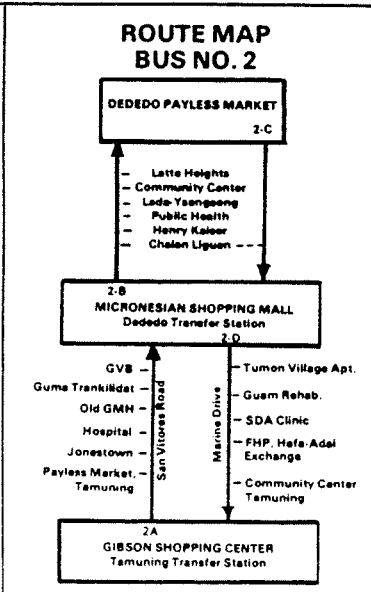 ROUTE MAP
BUS NO. 2
DEDEDO PAYLESS MARKET
2-C
Latte Heights
Community Center
Lada-Ysengsong
Public Health
Henry Kaiser
Chalan Liguan
2-B
MICRONESIAN SHOPPING MALL
Dededo Transfer Station
2-D
GVB
Guma Trankilidat
Old GMH
Hospital
Jonestown
Payless Market,
Tamuning
San Vitores Road
Marine Drive
Tumon Village Apt.
Guam Rehab.
SDA Clinic
FHP, Hafa-Adai
Exchange
Community Center
Tamuning
2A
GIBSON SHOPPING CENTER
Tamuning Transfer Station